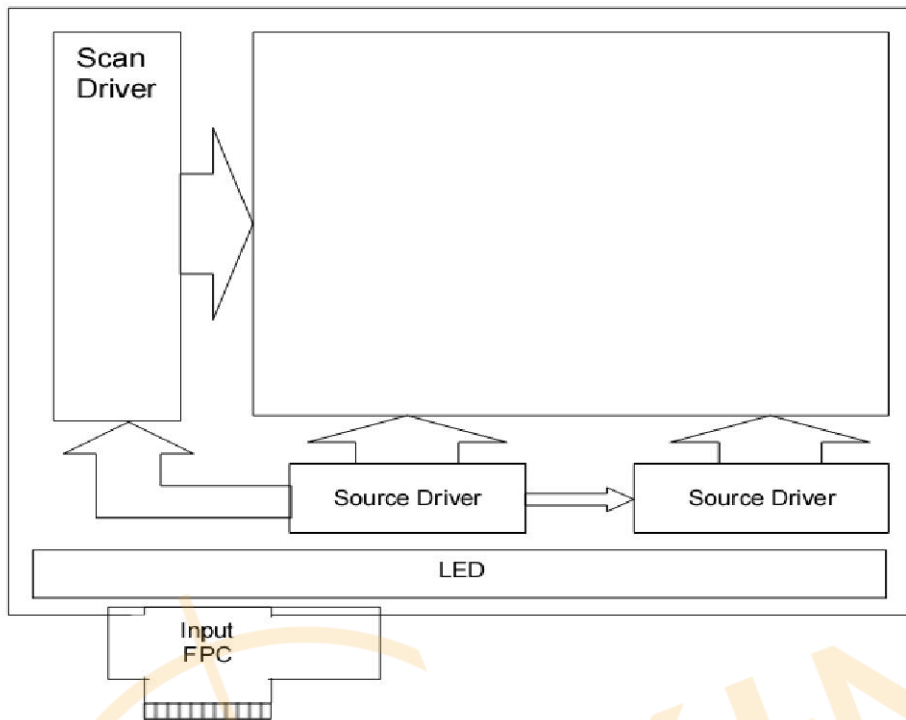 Scan
Driver
Source Driver
Source Driver
LED
Input
FPC